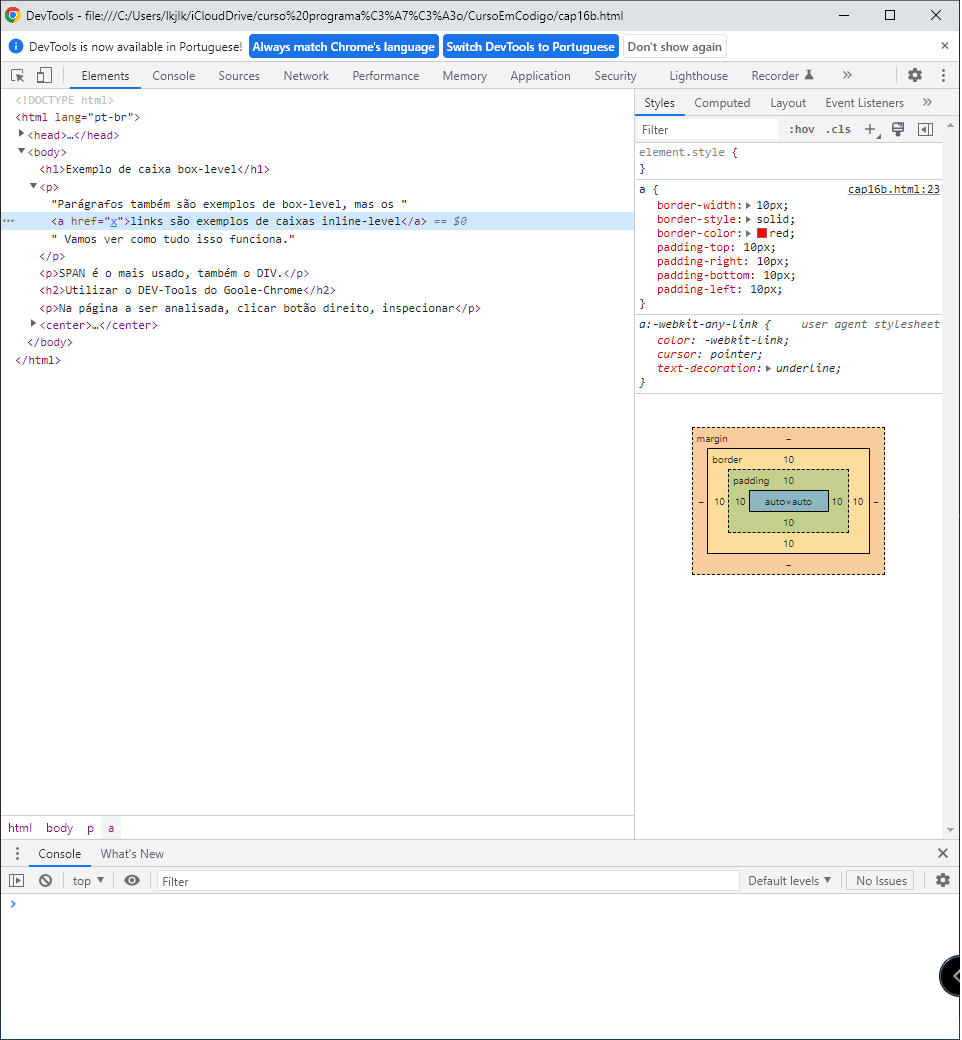 DevTools - file:///C:/Users/lkjlk/iCloudDrive/curso%20programa%C3%A7%C3%A3o/CursoEmCodigo/cap16b.html
DevTools is now available in Portuguese! Always match Chrome's language Switch DevTools to Portuguese Don't show again
Elements Console Sources Network Performance Memory Application Security Lighthouse Recorder
<!DOCTYPE html>
<html lang="pt-br">
<head>…</head>
<body>
<h1>Exemplo de caixa box-level</h1>
<p>
"Parágrafos também são exemplos de box-level, mas os "
<a href="x">links são exemplos de caixas inline-level</a> == $0
" Vamos ver como tudo isso funciona."
</p>
<p>SPAN é o mais usado, também o DIV.</p>
<h2>Utilizar o DEV-Tools do Goole-Chrome</h2>
<p>Na página a ser analisada, clicar botão direito, inspecionar</p>
<center>…</center>
</body>
</html>
html body p a
Styles Computed Layout Event Listeners
Filter :hov .cls
element.style {
}
a { cap16b.html:23
border-width: 10px;
border-style: solid;
border-color: red;
padding-top: 10px;
padding-right: 10px;
padding-bottom: 10px;
padding-left: 10px;
}
a:-webkit-any-link { user agent stylesheet
color: -webkit-link;
cursor: pointer;
text-decoration: underline;
}
margin –
border 10
padding 10
– 10 10 auto×auto 10 10 –
10
10
–
Console What's New
top Filter Default levels No Issues